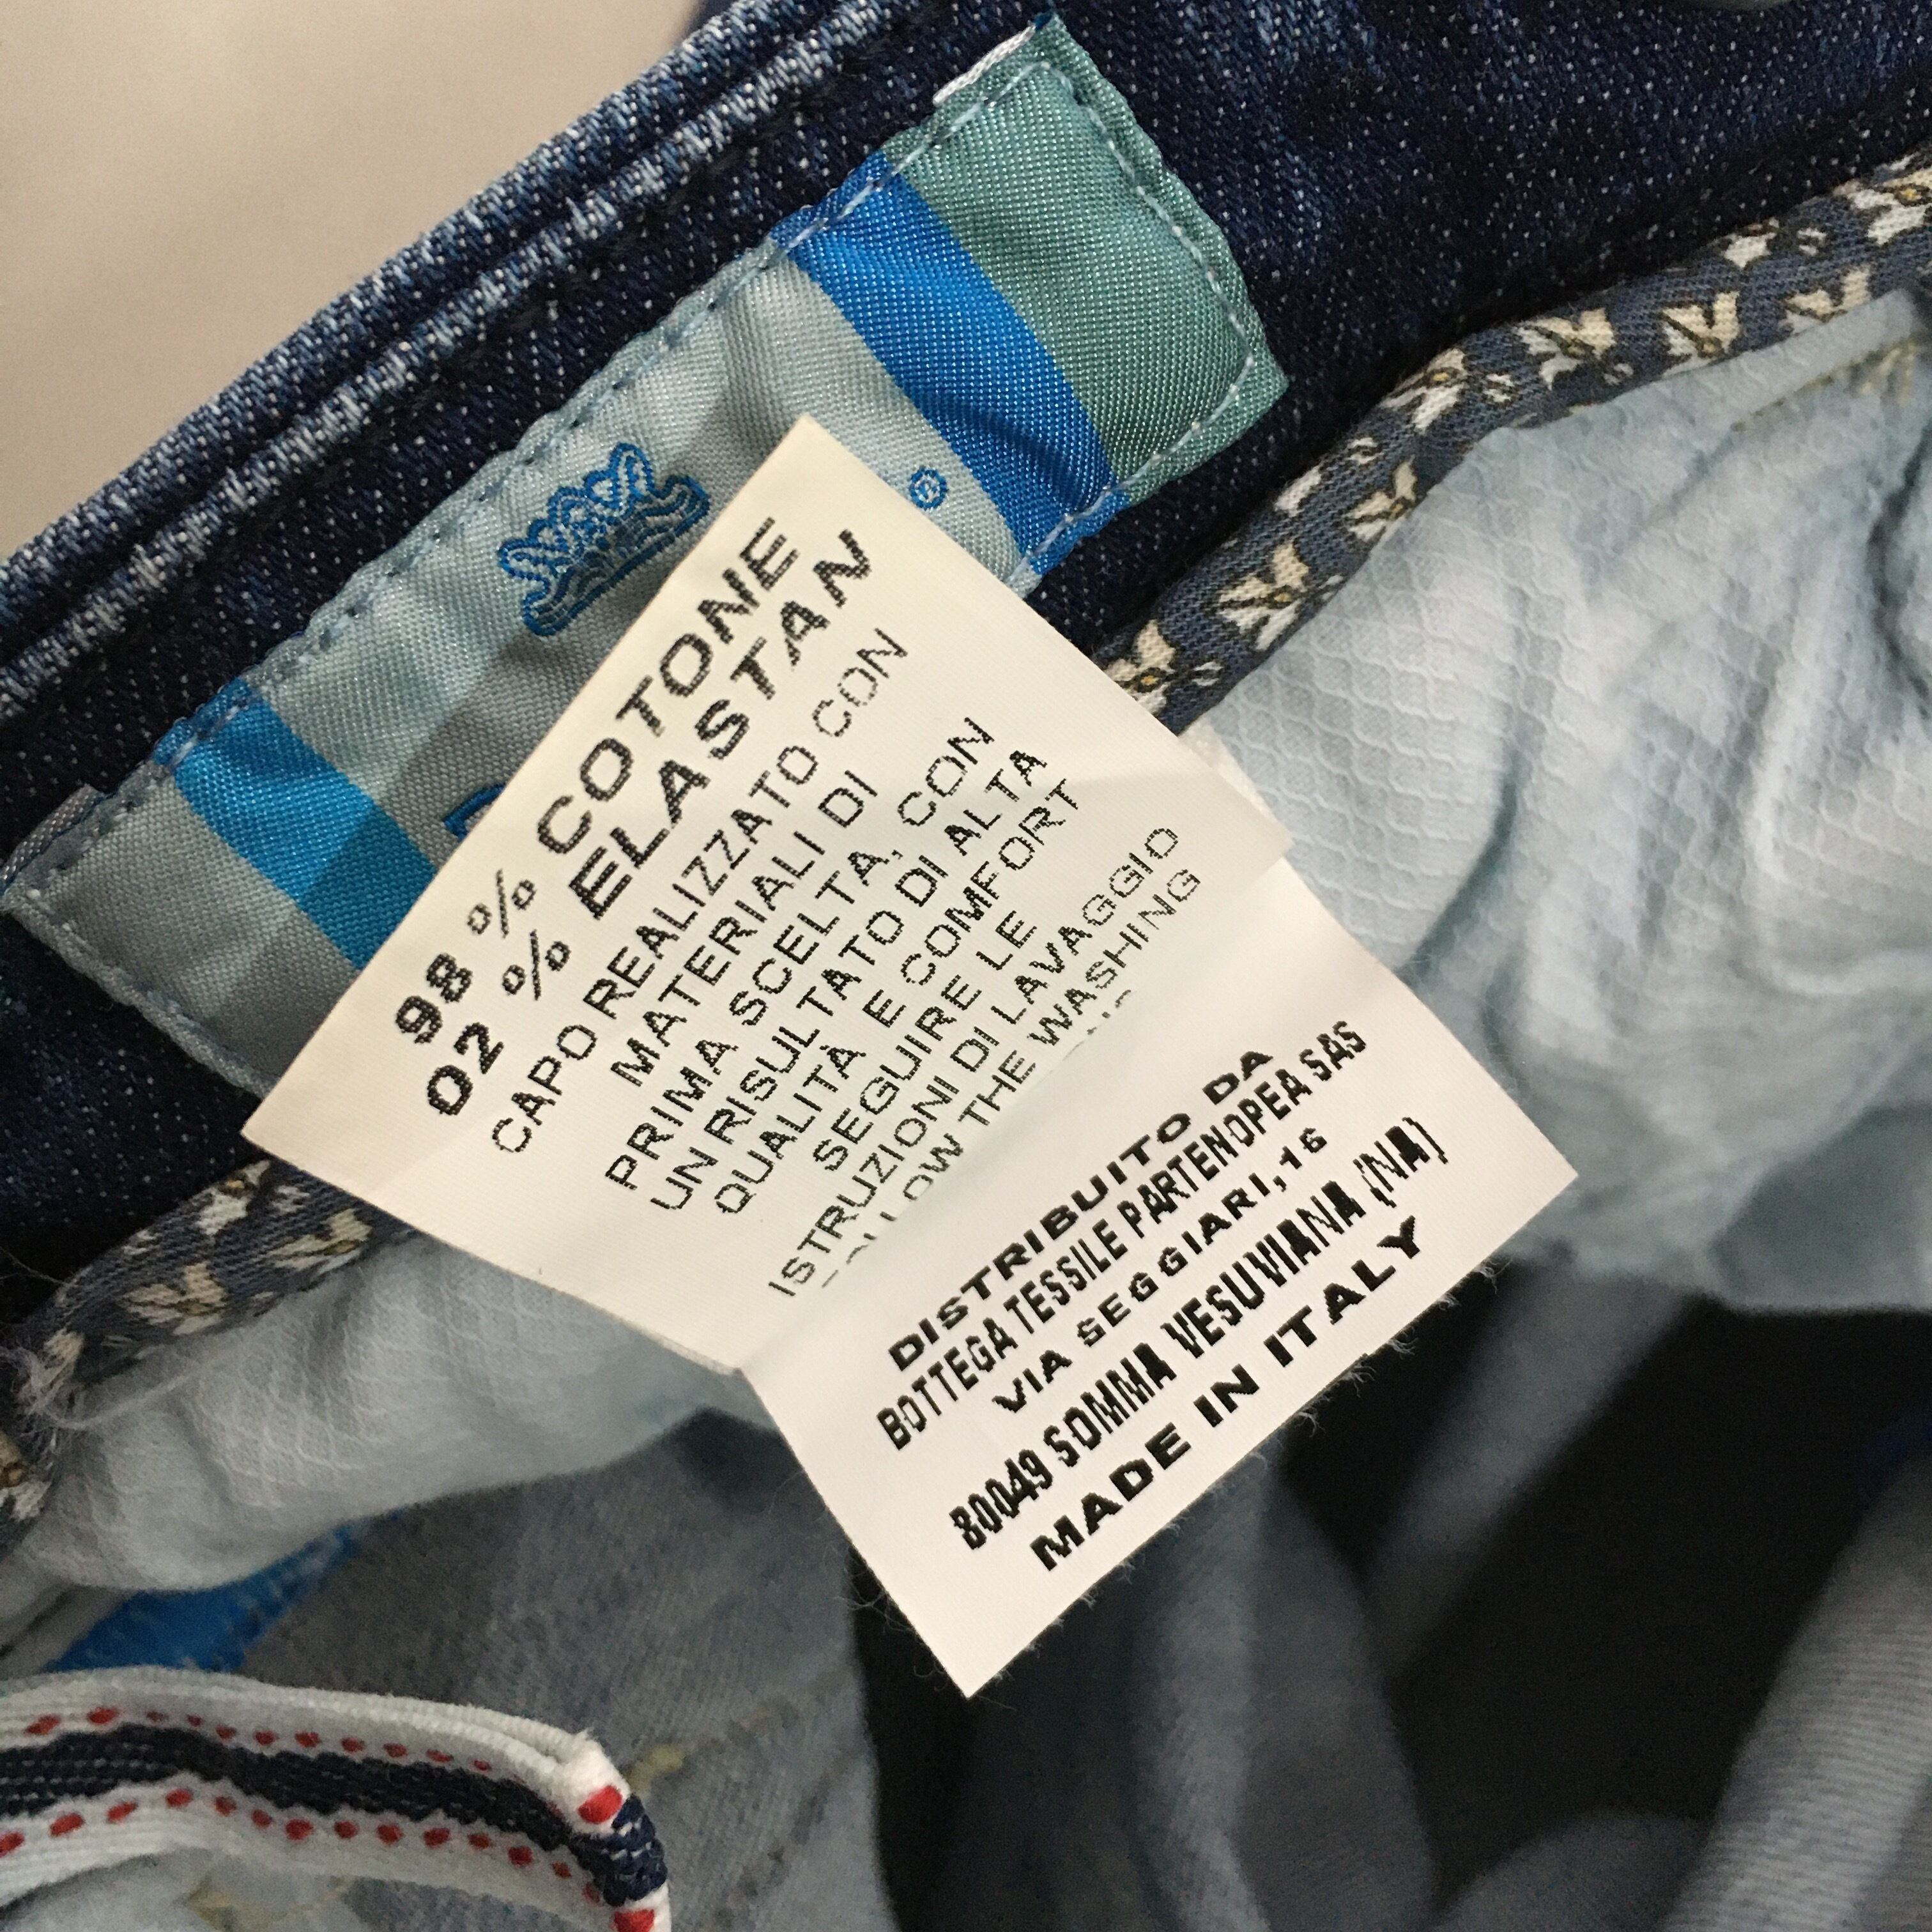 ®
98 % COTONE
02 % ELASTAN
CAPO REALIZZATO CON
MATERIALI DI
PRIMA SCELTA, CON
UN RISULTATO DI ALTA
QUALITÀ E COMFORT
SEGUIRE LE
ISTRUZIONI DI LAVAGGIO
THE WASHING
DISTRIBUITO DA
BOTTEGA TESSILE PARTENOPEA SAS
VIA SEGGIARI,16
80049 SOMMA VESUVIANA (NA)
MADE IN ITALY